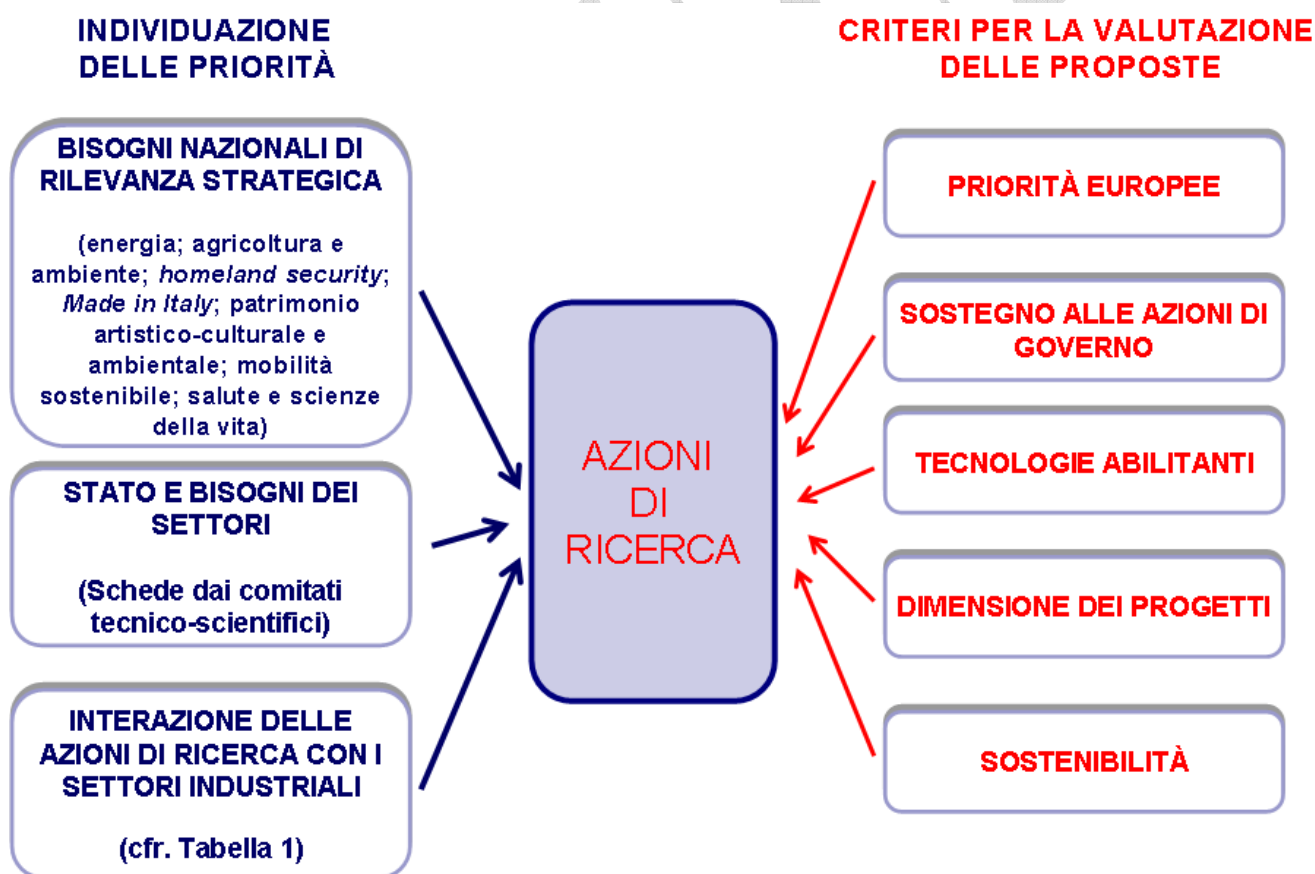 INDIVIDUAZIONE
DELLE PRIORITÀ
BISOGNI NAZIONALI DI
RILEVANZA STRATEGICA
(energia; agricoltura e
ambiente; homeland security;
Made in Italy; patrimonio
artistico-culturale e
ambientale; mobilità
sostenibile; salute e scienze
della vita)
STATO E BISOGNI DEI
SETTORI
(Schede dai comitati
tecnico-scientifici)
INTERAZIONE DELLE
AZIONI DI RICERCA CON I
SETTORI INDUSTRIALI
(cfr. Tabella 1)
AZIONI
DI
RICERCA
CRITERI PER LA VALUTAZIONE
DELLE PROPOSTE
PRIORITÀ EUROPEE
SOSTEGNO ALLE AZIONI DI
GOVERNO
TECNOLOGIE ABILITANTI
DIMENSIONE DEI PROGETTI
SOSTENIBILITÀ